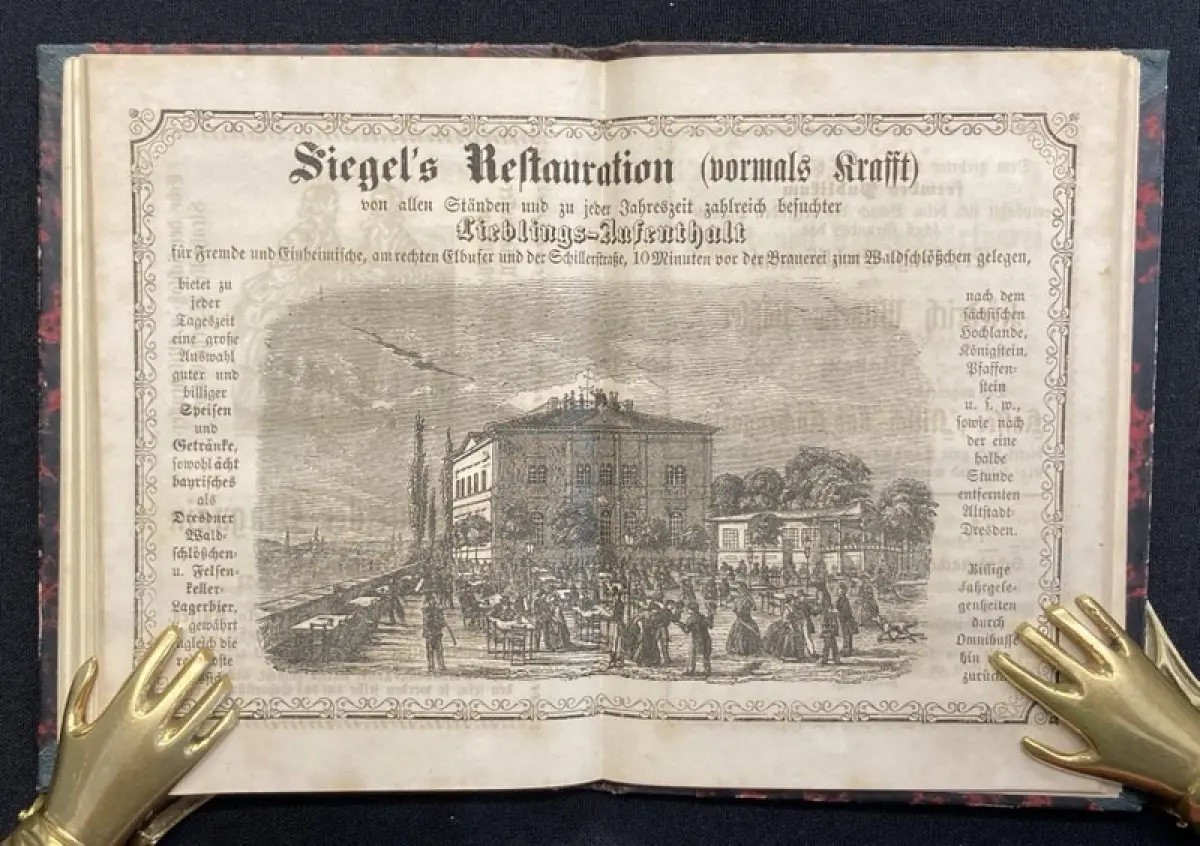 Siegel's Restauration (vormals Krafft)
von allen Ständen und zu jeder Jahreszeit zahlreich besuchter
Lieblings-Aufenthalt
für Fremde und Einheimische, am rechten Elbufer und der Schillerstraße, 10 Minuten vor der Brauerei zum Waldschlößchen gelegen,
bietet zu
jeder
Tageszeit
eine große
Auswahl
guter und
billiger
Speisen
und
Getränke,
sowohl ächt
bayrisches
als
Dresdner
Wald-
schlößchen-
u. Felsen-
keller-
Lagerbier,
u. gewährt
zugleich die
nach dem
sächsischen
Hochlande,
Königstein,
Pfaffen-
stein
u. s. w.,
sowie nach
der eine
halbe
Stunde
entfernten
Altstadt-
Dresden.
Billige
Fahrgele-
genheiten
durch
Omnibusse
hin
zurück